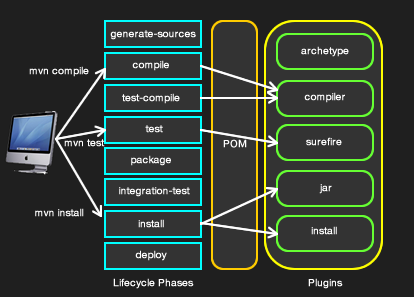 generate-sources
compile
test-compile
test
package
integration-test
install
deploy
Lifecycle Phases
mvn compile
mvn test
mvn install
POM
archetype
compiler
surefire
jar
install
Plugins